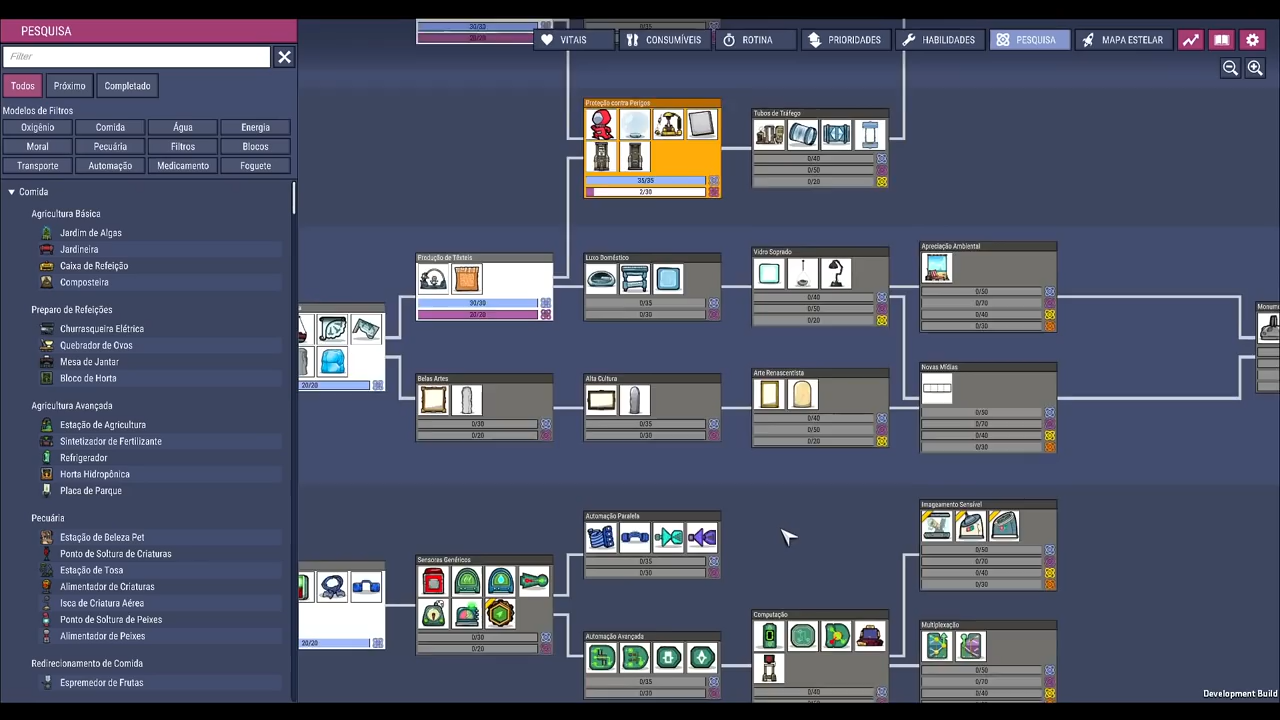 PESQUISA
Filter
Todos
Próximo
Completado
Modelos de Filtros
Oxigênio
Comida
Água
Energia
Moral
Pecuária
Filtros
Blocos
Transporte
Automação
Medicamento
Foguete
Comida
Agricultura Básica
Jardim de Algas
Jardineira
Caixa de Refeição
Composteira
Preparo de Refeições
Churrasqueira Elétrica
Quebrador de Ovos
Mesa de Jantar
Bloco de Horta
Agricultura Avançada
Estação de Agricultura
Sintetizador de Fertilizante
Refrigerador
Horta Hidropônica
Placa de Parque
Pecuária
Estação de Beleza Pet
Ponto de Soltura de Criaturas
Estação de Tosa
Alimentador de Criaturas
Isca de Criatura Aérea
Ponto de Soltura de Peixes
Alimentador de Peixes
Redirecionamento de Comida
Espremedor de Frutas
VITAIS
CONSUMÍVEIS
ROTINA
PRIORIDADES
HABILIDADES
PESQUISA
MAPA ESTELAR
30/33
20/20
0/35
Proteção contra Perigos
35/35
2/30
Tubos de Tráfego
0/40
0/50
0/20
Produção de Têxteis
30/30
20/20
Luxo Doméstico
0/35
0/30
Vidro Soprado
0/40
0/50
0/20
Apreciação Ambiental
0/50
0/70
0/40
0/30
20/20
Belas Artes
0/30
0/20
Alta Cultura
0/35
0/30
Arte Renascentista
0/40
0/50
0/20
Novas Mídias
0/50
0/70
0/40
0/30
20/20
Sensores Genéricos
0/30
0/20
Automação Paralela
0/35
0/30
Automação Avançada
0/35
0/30
Computação
0/40
Imageamento Sensível
0/50
0/70
0/40
0/30
Multiplexação
0/50
0/70
0/40
Development Build